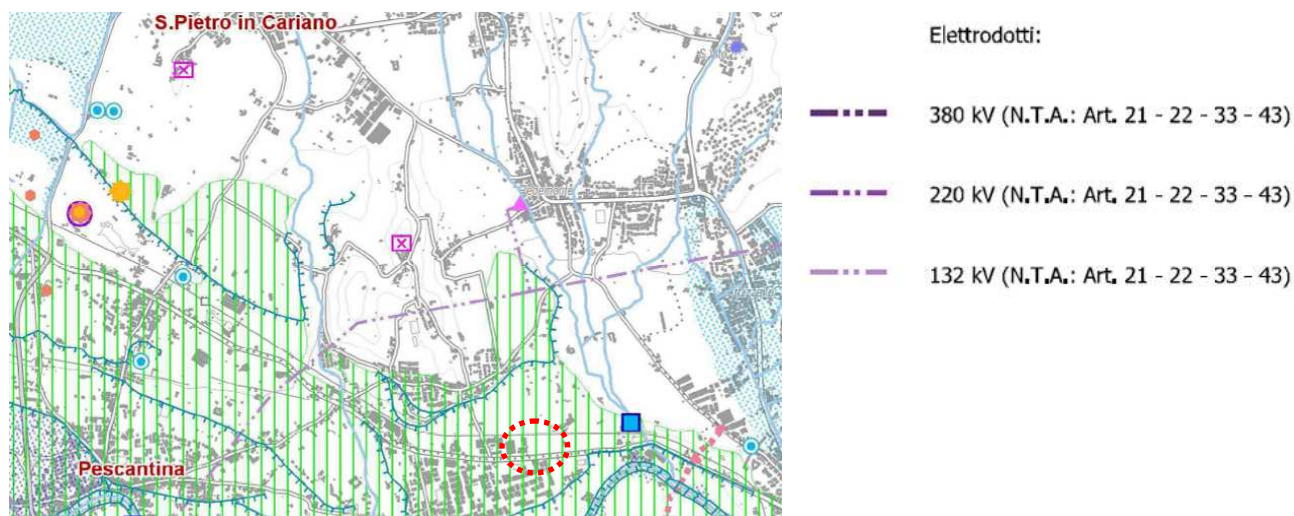 S.Pietro in Cariano
Pedemonte
Pescantina
Elettrodotti:
380 kV (N.T.A.: Art. 21 - 22 - 33 - 43)
220 kV (N.T.A.: Art. 21 - 22 - 33 - 43)
132 kV (N.T.A.: Art. 21 - 22 - 33 - 43)